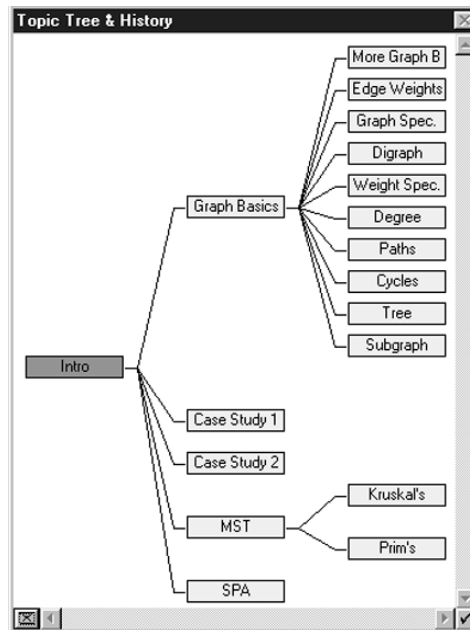 Topic Tree & History
More Graph B
Edge Weights
Graph Spec.
Digraph
Weight Spec.
Graph Basics
Degree
Paths
Cycles
Tree
Subgraph
Intro
Case Study 1
Case Study 2
Kruskal's
MST
Prim's
SPA